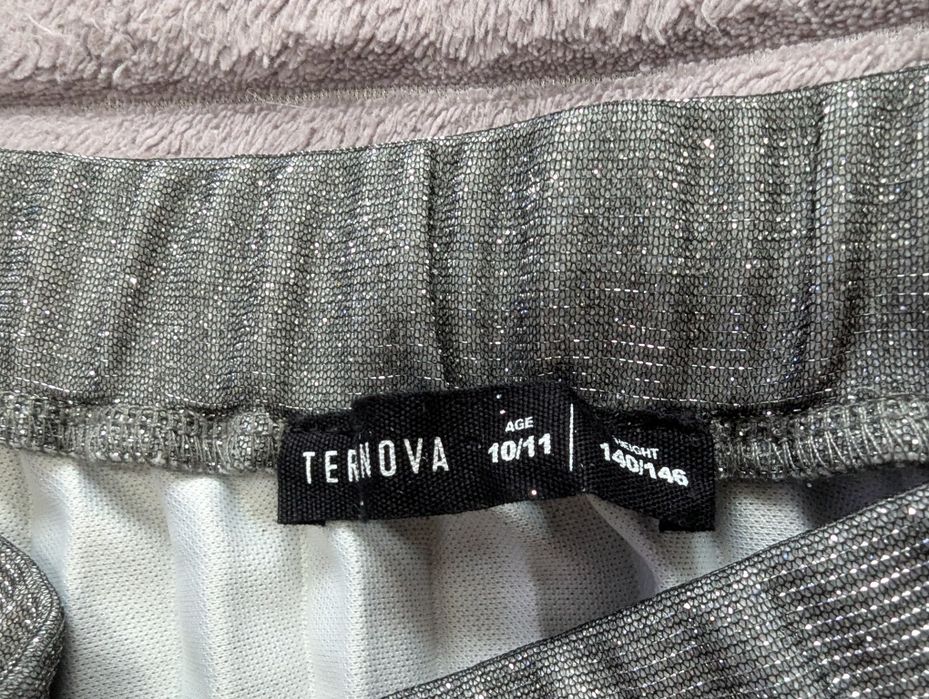 TERNOVA
AGE
10/11
HEIGHT
140/146